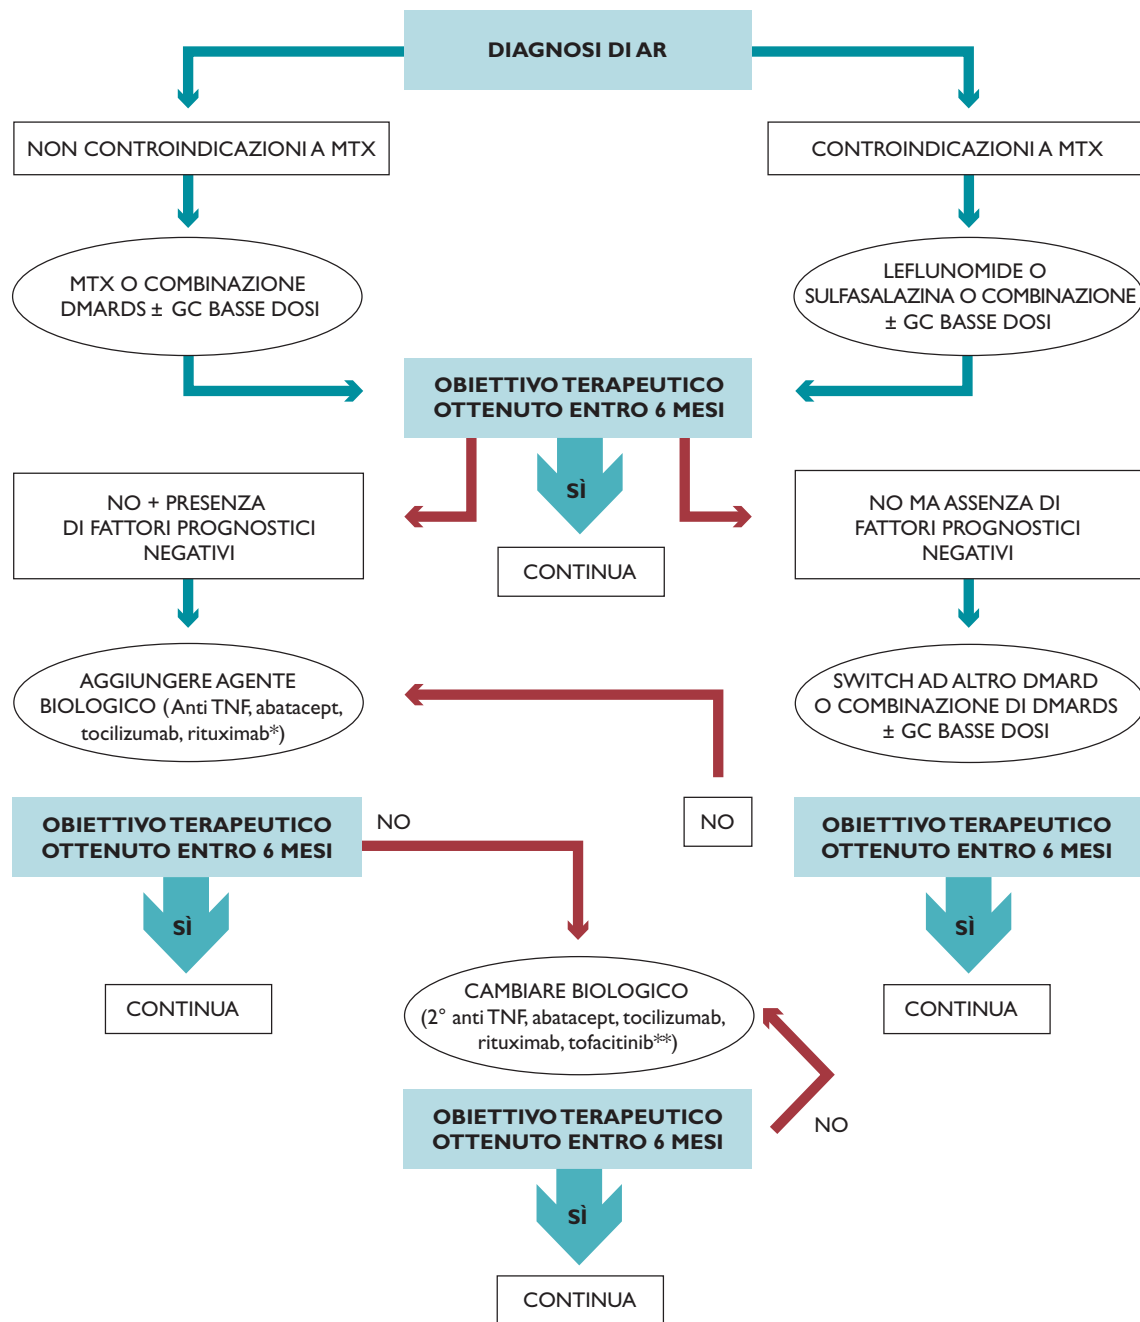 DIAGNOSI DI AR
NON CONTROINDICAZIONI A MTX
CONTROINDICAZIONI A MTX
MTX O COMBINAZIONE
DMARDS ± GC BASSE DOSI
LEFLUNOMIDE O
SULFASALAZINA O COMBINAZIONE
± GC BASSE DOSI
OBIETTIVO TERAPEUTICO
OTTENUTO ENTRO 6 MESI
SÌ
NO + PRESENZA
DI FATTORI PROGNOSTICI
NEGATIVI
CONTINUA
NO MA ASSENZA DI
FATTORI PROGNOSTICI
NEGATIVI
AGGIUNGERE AGENTE
BIOLOGICO (Anti TNF, abatacept,
tocilizumab, rituximab*)
SWITCH AD ALTRO DMARD
O COMBINAZIONE DI DMARDS
± GC BASSE DOSI
OBIETTIVO TERAPEUTICO
OTTENUTO ENTRO 6 MESI
NO
NO
OBIETTIVO TERAPEUTICO
OTTENUTO ENTRO 6 MESI
SÌ
SÌ
CONTINUA
CAMBIARE BIOLOGICO
(2° anti TNF, abatacept, tocilizumab,
rituximab, tofacitinib**)
CONTINUA
OBIETTIVO TERAPEUTICO
OTTENUTO ENTRO 6 MESI
NO
SÌ
CONTINUA